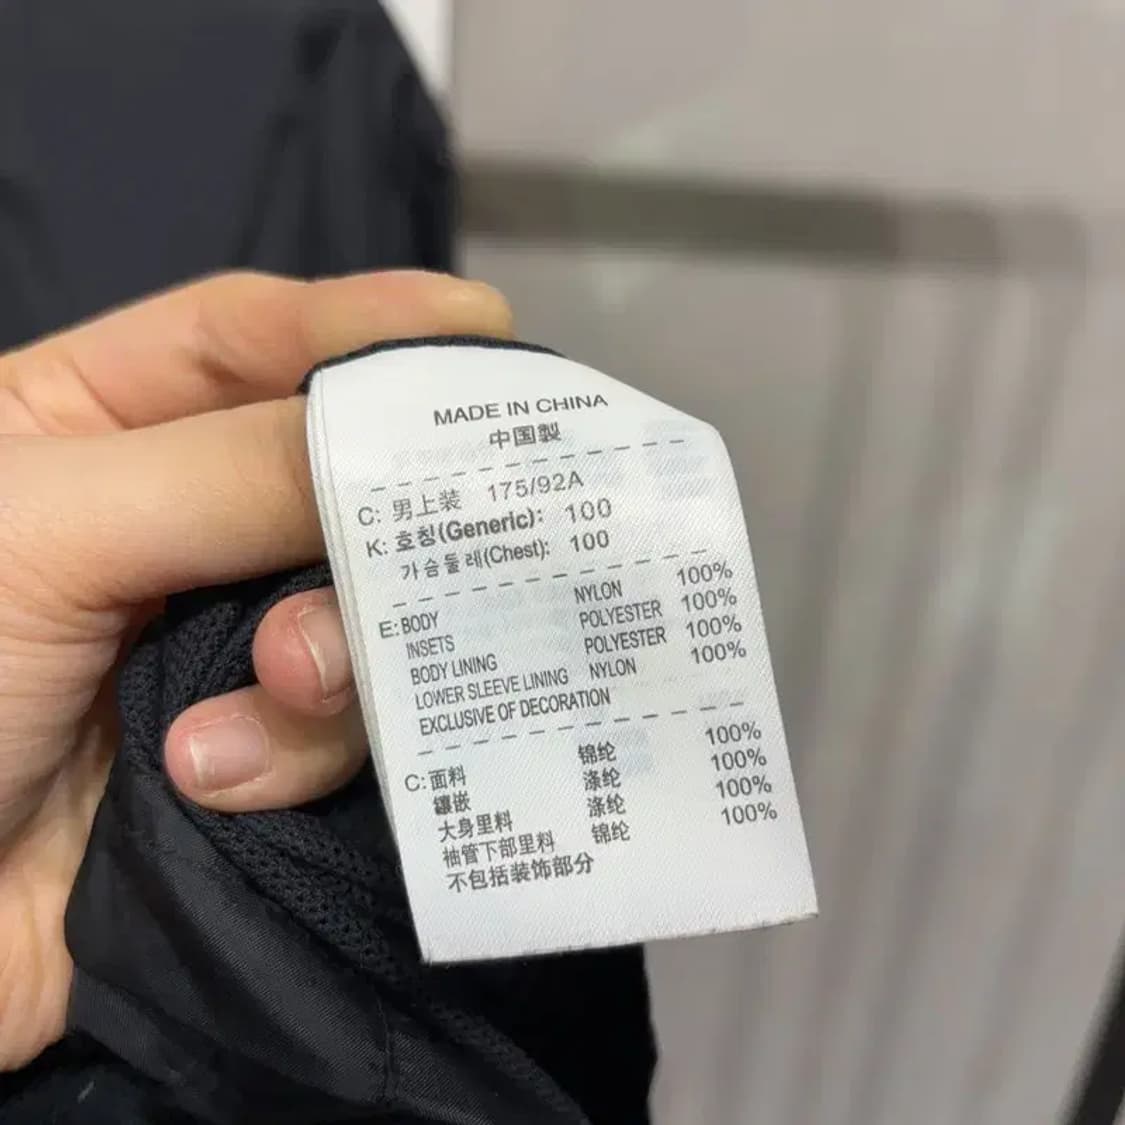 MADE IN CHINA
中国製
C: 男上装 175/92A
K: 호칭(Generic): 100
가슴둘레(Chest): 100
E: BODY NYLON 100%
INSETS POLYESTER 100%
BODY LINING POLYESTER 100%
LOWER SLEEVE LINING NYLON 100%
EXCLUSIVE OF DECORATION
C: 面料 锦纶 100%
镶嵌 涤纶 100%
大身里料 涤纶 100%
袖管下部里料 锦纶 100%
不包括装饰部分